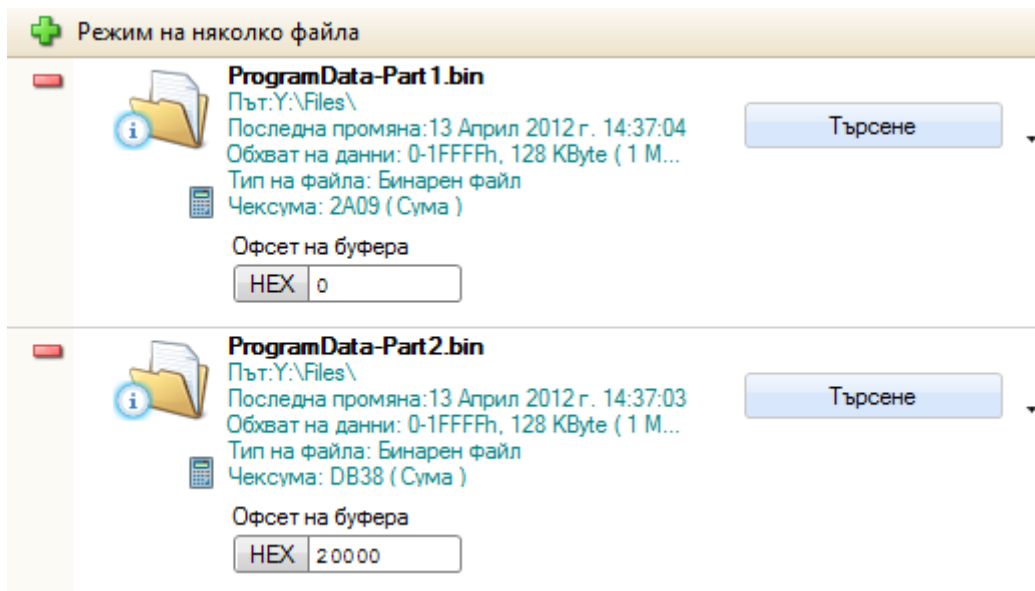 Режим на няколко файла
ProgramData-Part1.bin
Път:Y:\Files\
Последна промяна:13 Април 2012 г. 14:37:04
Обхват на данни: 0-1FFFFh, 128 KByte ( 1 M...
Търсене
Тип на файла: Бинарен файл
Чексума: 2A09 ( Сума )
Офсет на буфера
HEX 0
ProgramData-Part2.bin
Път:Y:\Files\
Последна промяна:13 Април 2012 г. 14:37:03
Обхват на данни: 0-1FFFFh, 128 KByte ( 1 M...
Търсене
Тип на файла: Бинарен файл
Чексума: DB38 ( Сума )
Офсет на буфера
HEX 20000